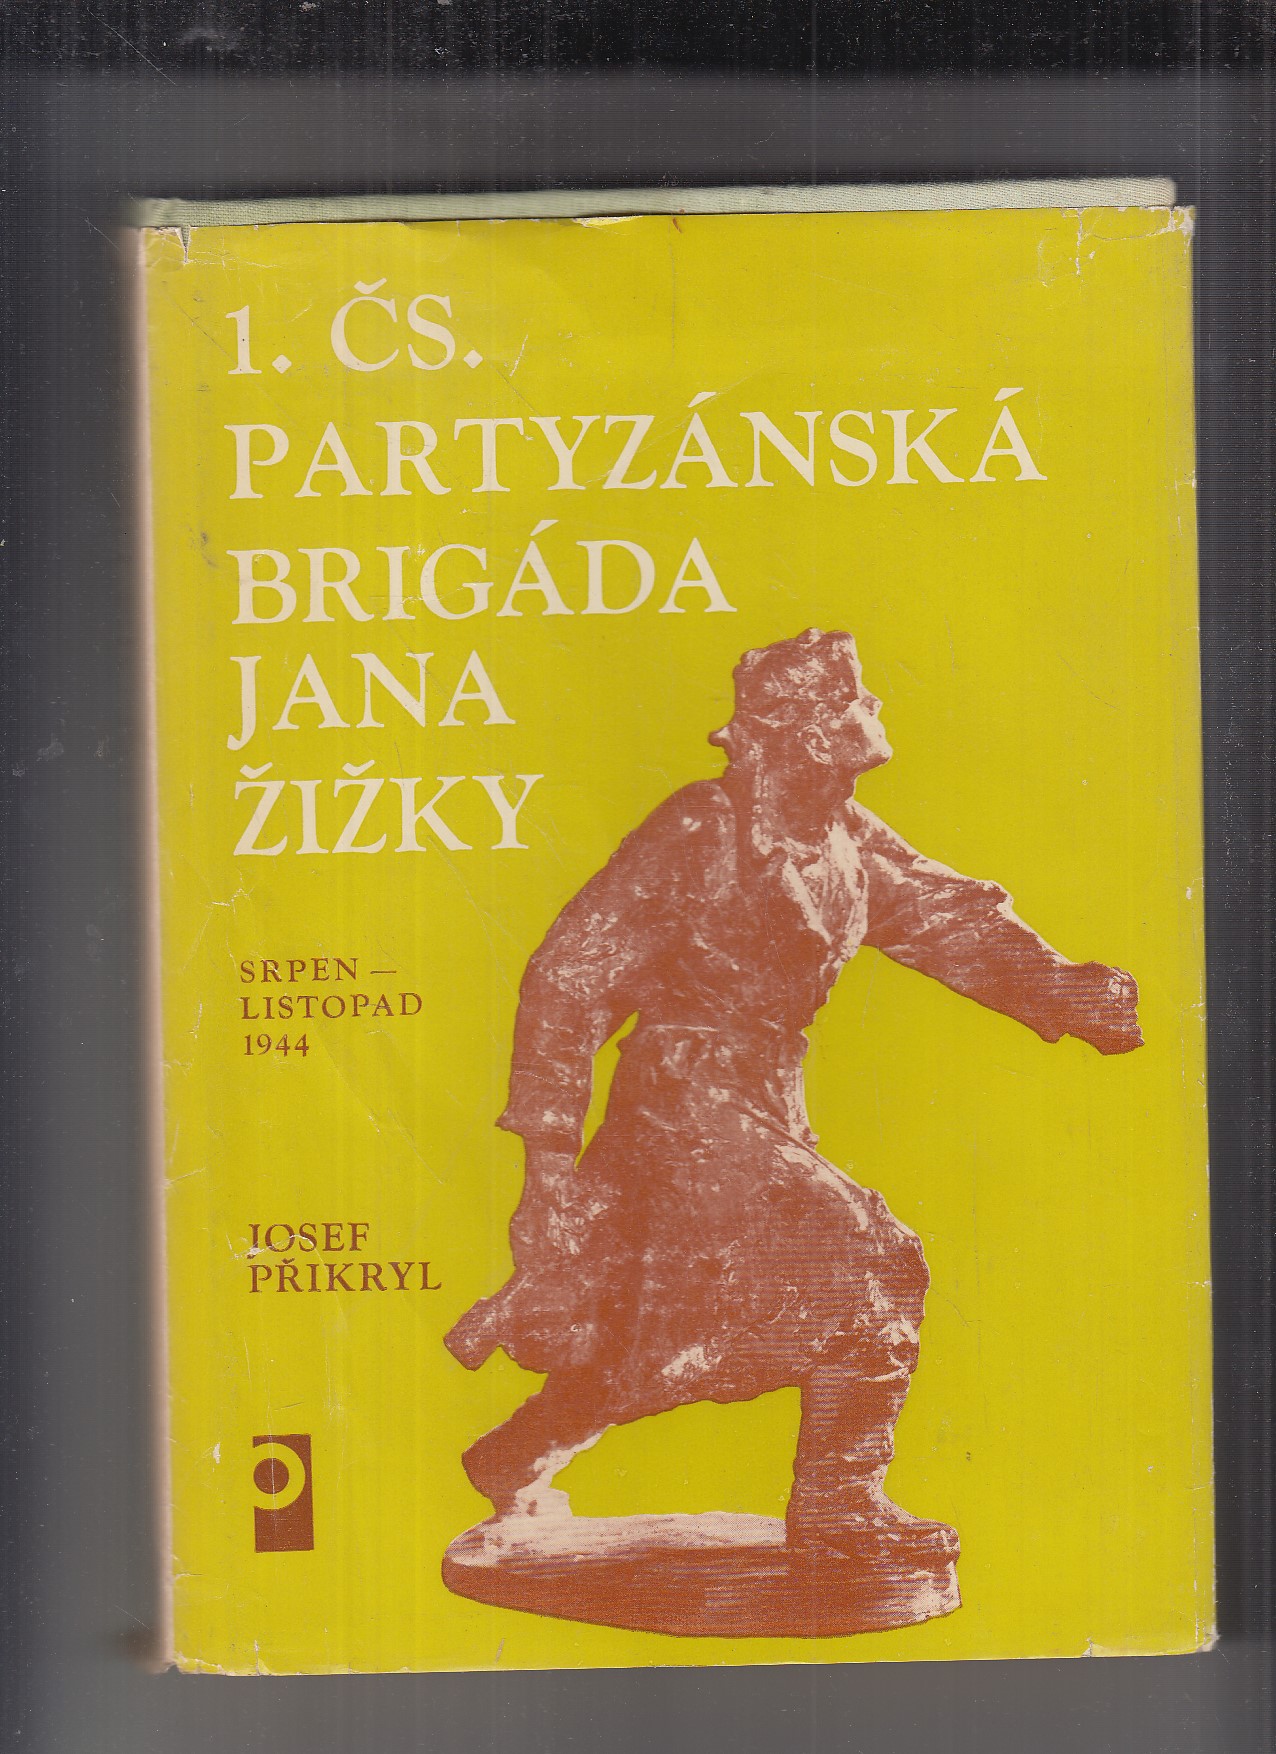 1. ČS.
PARTYZÁNSKÁ
BRIGÁDA
JANA
ŽIŽKY
SRPEN —
LISTOPAD
1944
JOSEF
PŘIKRYL